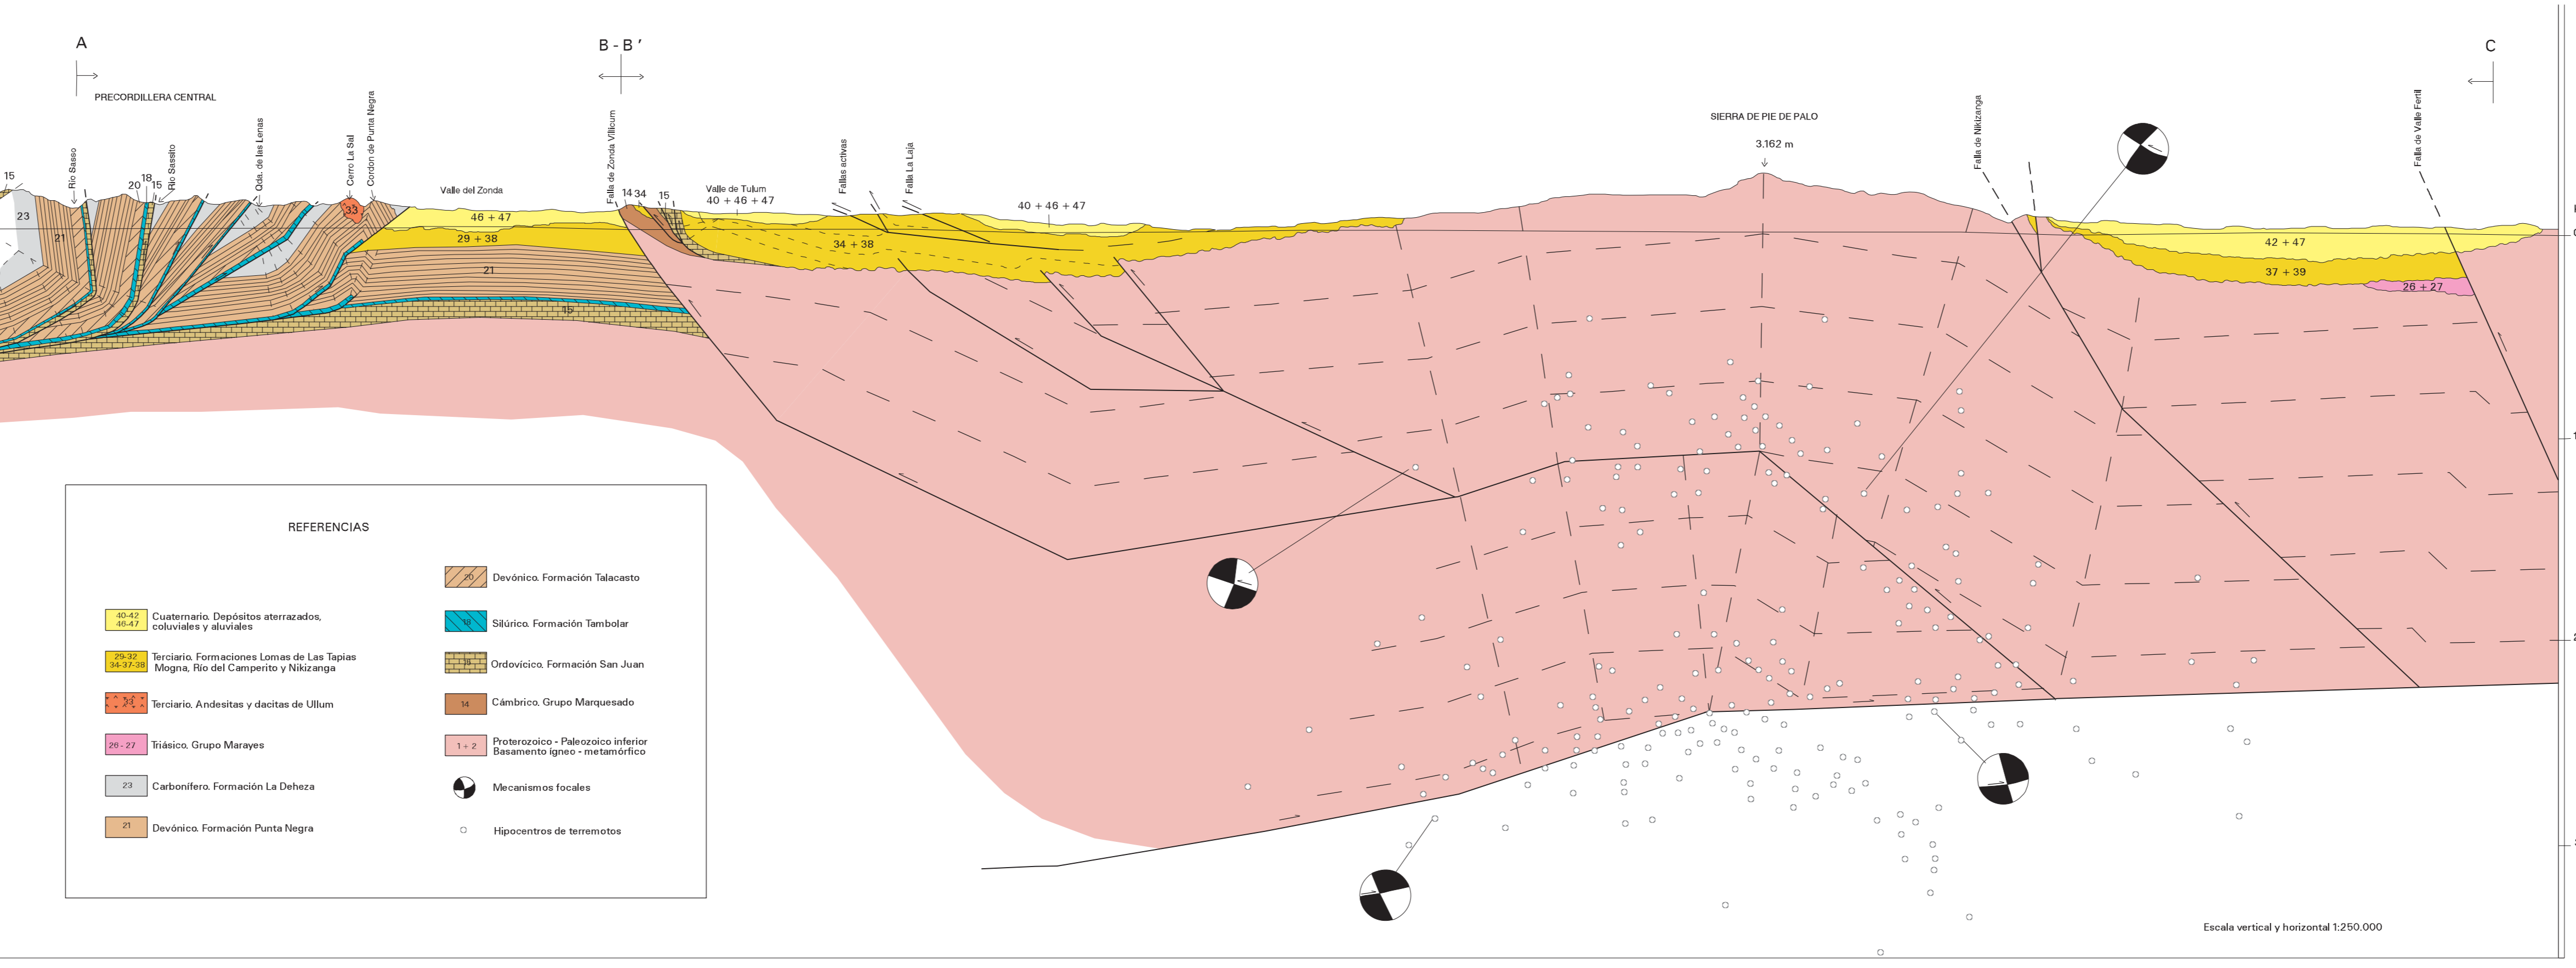 A
B - B '
C
PRECORDILLERA CENTRAL
SIERRA DE PIE DE PALO
3.162 m
15
Río Sasso
20
18
15
Río Sassito
Qda. de las Lenas
Cerro La Sal
Cordon de Punta Negra
Valle del Zonda
Falla de Zonda Villicum
14
34
15
Valle de Tulum
40 + 46 + 47
Fallas activas
Falla La Laja
40 + 46 + 47
Falla de Nikizanga
Falla de Valle Fertil
23
21
33
46 + 47
29 + 38
21
15
34 + 38
42 + 47
37 + 39
26 + 27
REFERENCIAS
40-42
46-47
Cuaternario. Depósitos aterrazados,
coluviales y aluviales
29-32
34-37-38
Terciario. Formaciones Lomas de Las Tapias
Mogna, Río del Camperito y Nikizanga
33
Terciario. Andesitas y dacitas de Ullum
26 - 27
Triásico. Grupo Marayes
23
Carbonífero. Formación La Deheza
21
Devónico. Formación Punta Negra
20
Devónico. Formación Talacasto
18
Silúrico. Formación Tambolar
Ordovícico. Formación San Juan
14
Cámbrico. Grupo Marquesado
1 + 2
Proterozoico - Paleozoico inferior
Basamento ígneo - metamórfico
Mecanismos focales
Hipocentros de terremotos
Escala vertical y horizontal 1:250.000